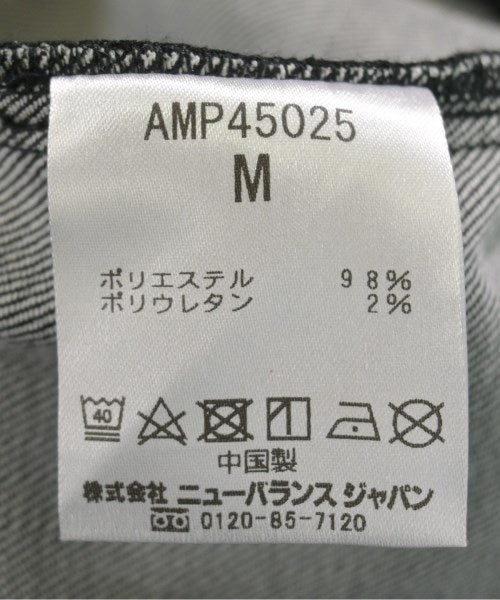 AMP45025
M
ポリエステル 98%
ポリウレタン 2%
40
中国製
株式会社 ニューバランス ジャパン
0120-85-7120